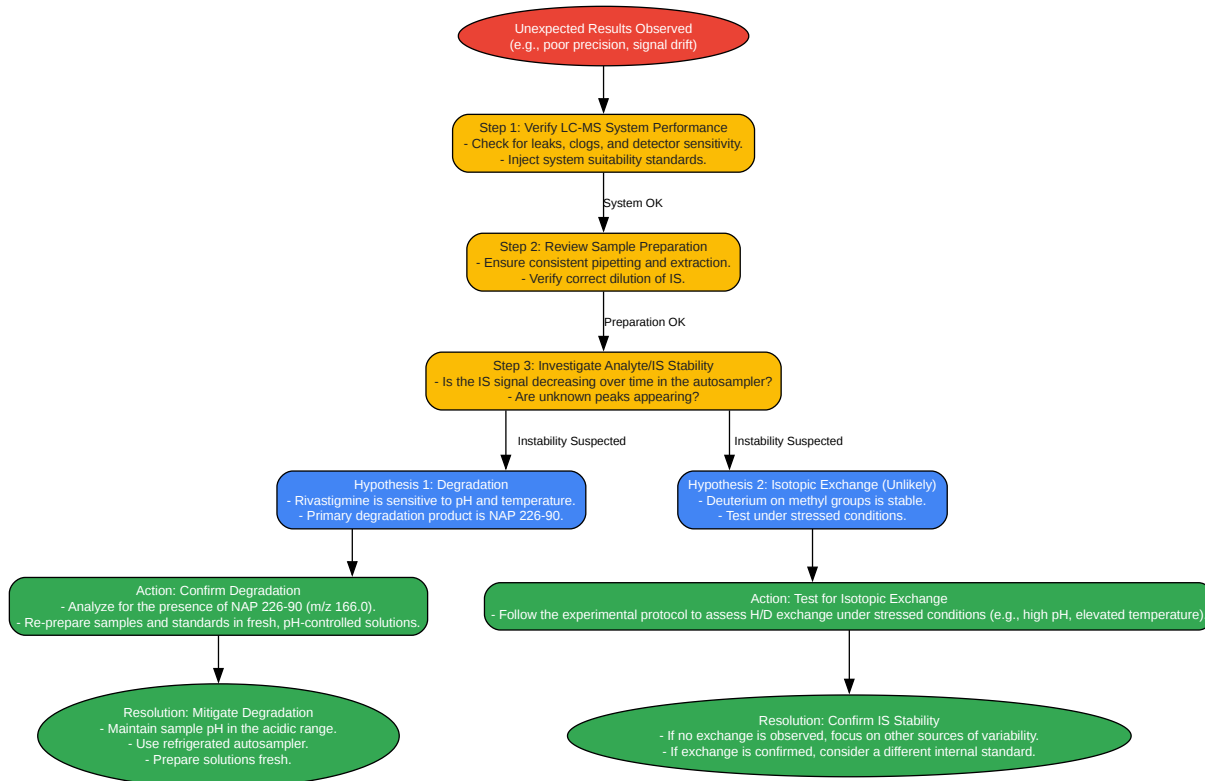 Unexpected Results Observed
(e.g., poor precision, signal drift)
Step 1: Verify LC-MS System Performance
- Check for leaks, clogs, and detector sensitivity.
- Inject system suitability standards.
System OK
Step 2: Review Sample Preparation
- Ensure consistent pipetting and extraction.
- Verify correct dilution of IS.
Preparation OK
Step 3: Investigate Analyte/IS Stability
- Is the IS signal decreasing over time in the autosampler?
- Are unknown peaks appearing?
Instability Suspected
Instability Suspected
Hypothesis 1: Degradation
- Rivastigmine is sensitive to pH and temperature.
- Primary degradation product is NAP 226-90.
Hypothesis 2: Isotopic Exchange (Unlikely)
- Deuterium on methyl groups is stable.
- Test under stressed conditions.
Action: Confirm Degradation
- Analyze for the presence of NAP 226-90 (m/z 166.0).
- Re-prepare samples and standards in fresh, pH-controlled solutions.
Action: Test for Isotopic Exchange
- Follow the experimental protocol to assess H/D exchange under stressed conditions (e.g., high pH, elevated temperature)
Resolution: Mitigate Degradation
- Maintain sample pH in the acidic range.
- Use refrigerated autosampler.
- Prepare solutions fresh.
Resolution: Confirm IS Stability
- If no exchange is observed, focus on other sources of variability.
- If exchange is confirmed, consider a different internal standard.